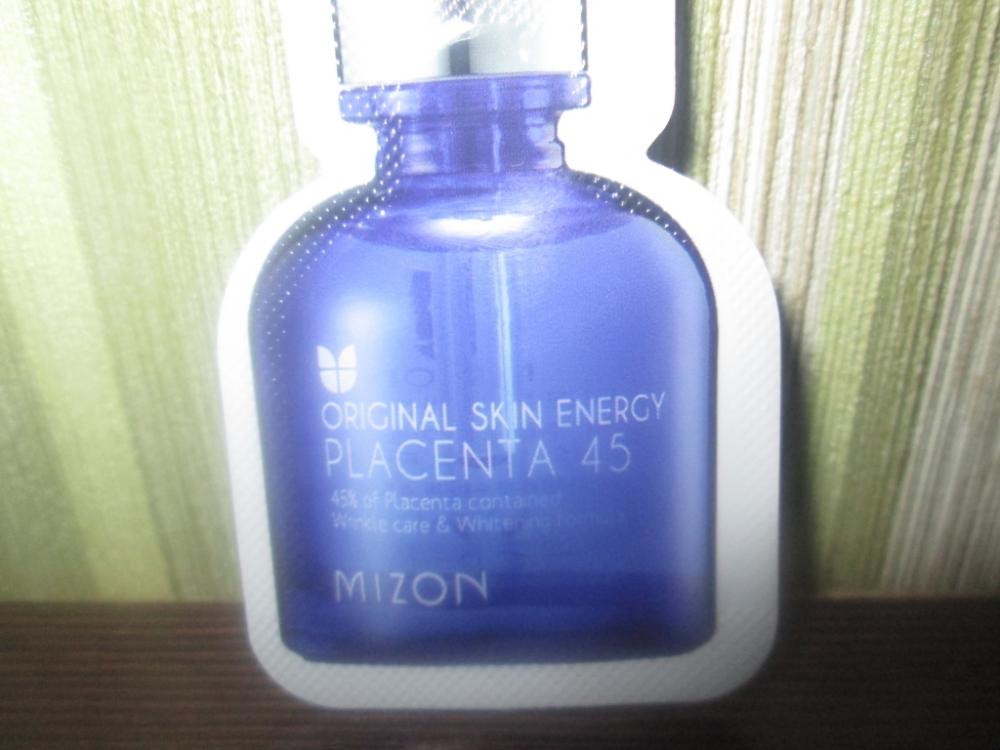 ORIGINAL SKIN ENERGY
PLACENTA 45
45% of Placenta contained
Wrinkle care & Whitening Formula
MIZON